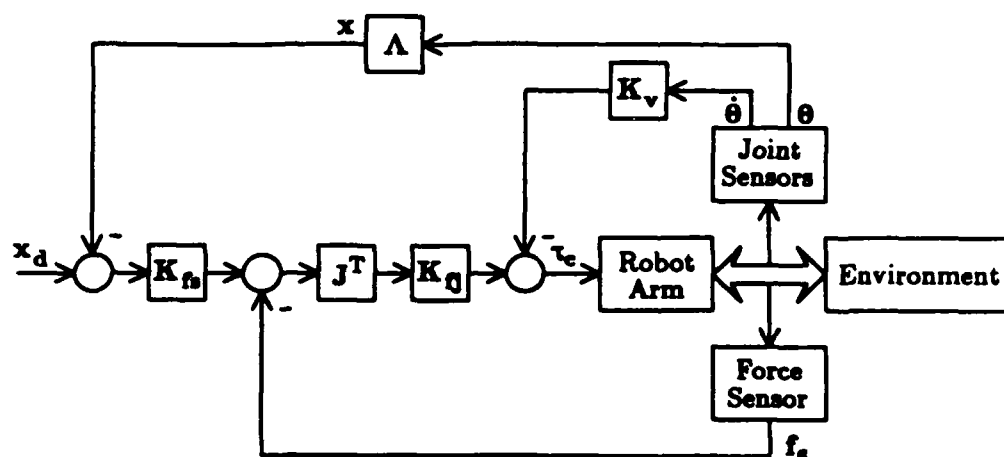 x
Λ
K_v
θ̇
θ
Joint
Sensors
x_d
-
K_fs
-
J^T
K_fj
-
τ_c
Robot
Arm
Environment
Force
Sensor
f_s